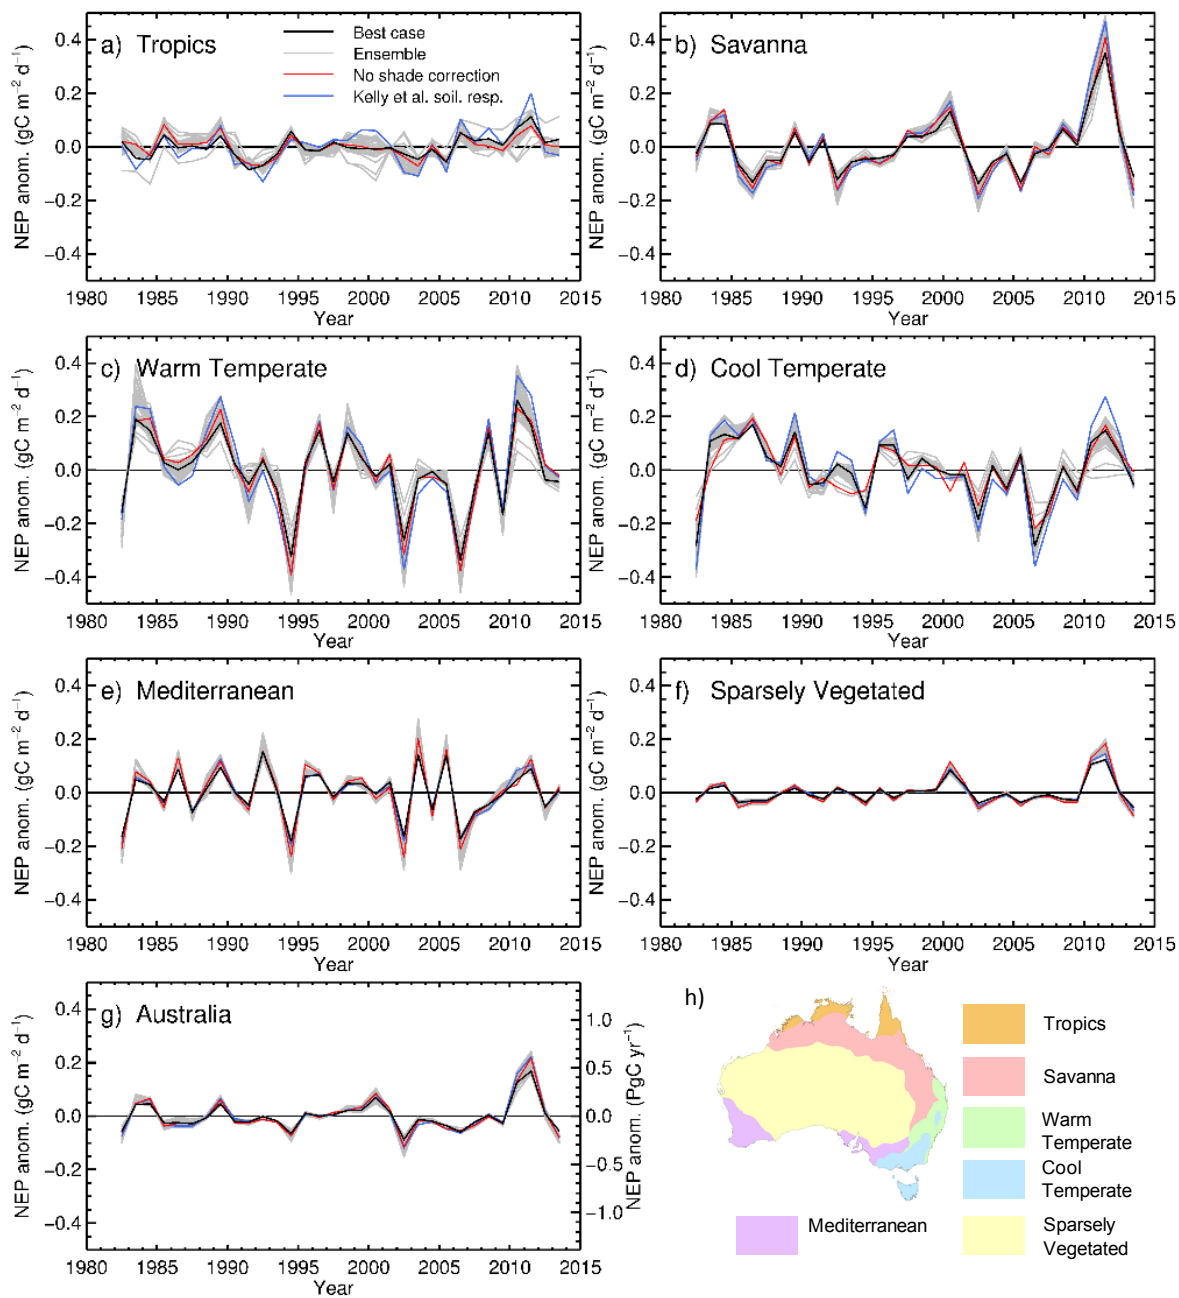 a) Tropics
Best case
Ensemble
No shade correction
Kelly et al. soil. resp.
NEP anom. (gC m⁻² d⁻¹)
0.4
0.2
0.0
−0.2
−0.4
1980 1985 1990 1995 2000 2005 2010 2015
Year
b) Savanna
NEP anom. (gC m⁻² d⁻¹)
0.4
0.2
0.0
−0.2
−0.4
1980 1985 1990 1995 2000 2005 2010 2015
Year
c) Warm Temperate
NEP anom. (gC m⁻² d⁻¹)
0.4
0.2
0.0
−0.2
−0.4
1980 1985 1990 1995 2000 2005 2010 2015
Year
d) Cool Temperate
NEP anom. (gC m⁻² d⁻¹)
0.4
0.2
0.0
−0.2
−0.4
1980 1985 1990 1995 2000 2005 2010 2015
Year
e) Mediterranean
NEP anom. (gC m⁻² d⁻¹)
0.4
0.2
0.0
−0.2
−0.4
1980 1985 1990 1995 2000 2005 2010 2015
Year
f) Sparsely Vegetated
NEP anom. (gC m⁻² d⁻¹)
0.4
0.2
0.0
−0.2
−0.4
1980 1985 1990 1995 2000 2005 2010 2015
Year
g) Australia
NEP anom. (gC m⁻² d⁻¹)
0.4
0.2
0.0
−0.2
−0.4
1980 1985 1990 1995 2000 2005 2010 2015
Year
1.0
0.5
0.0
−0.5
−1.0
NEP anom. (PgC yr⁻¹)
h)
Tropics
Savanna
Warm
Temperate
Cool
Temperate
Mediterranean
Sparsely
Vegetated